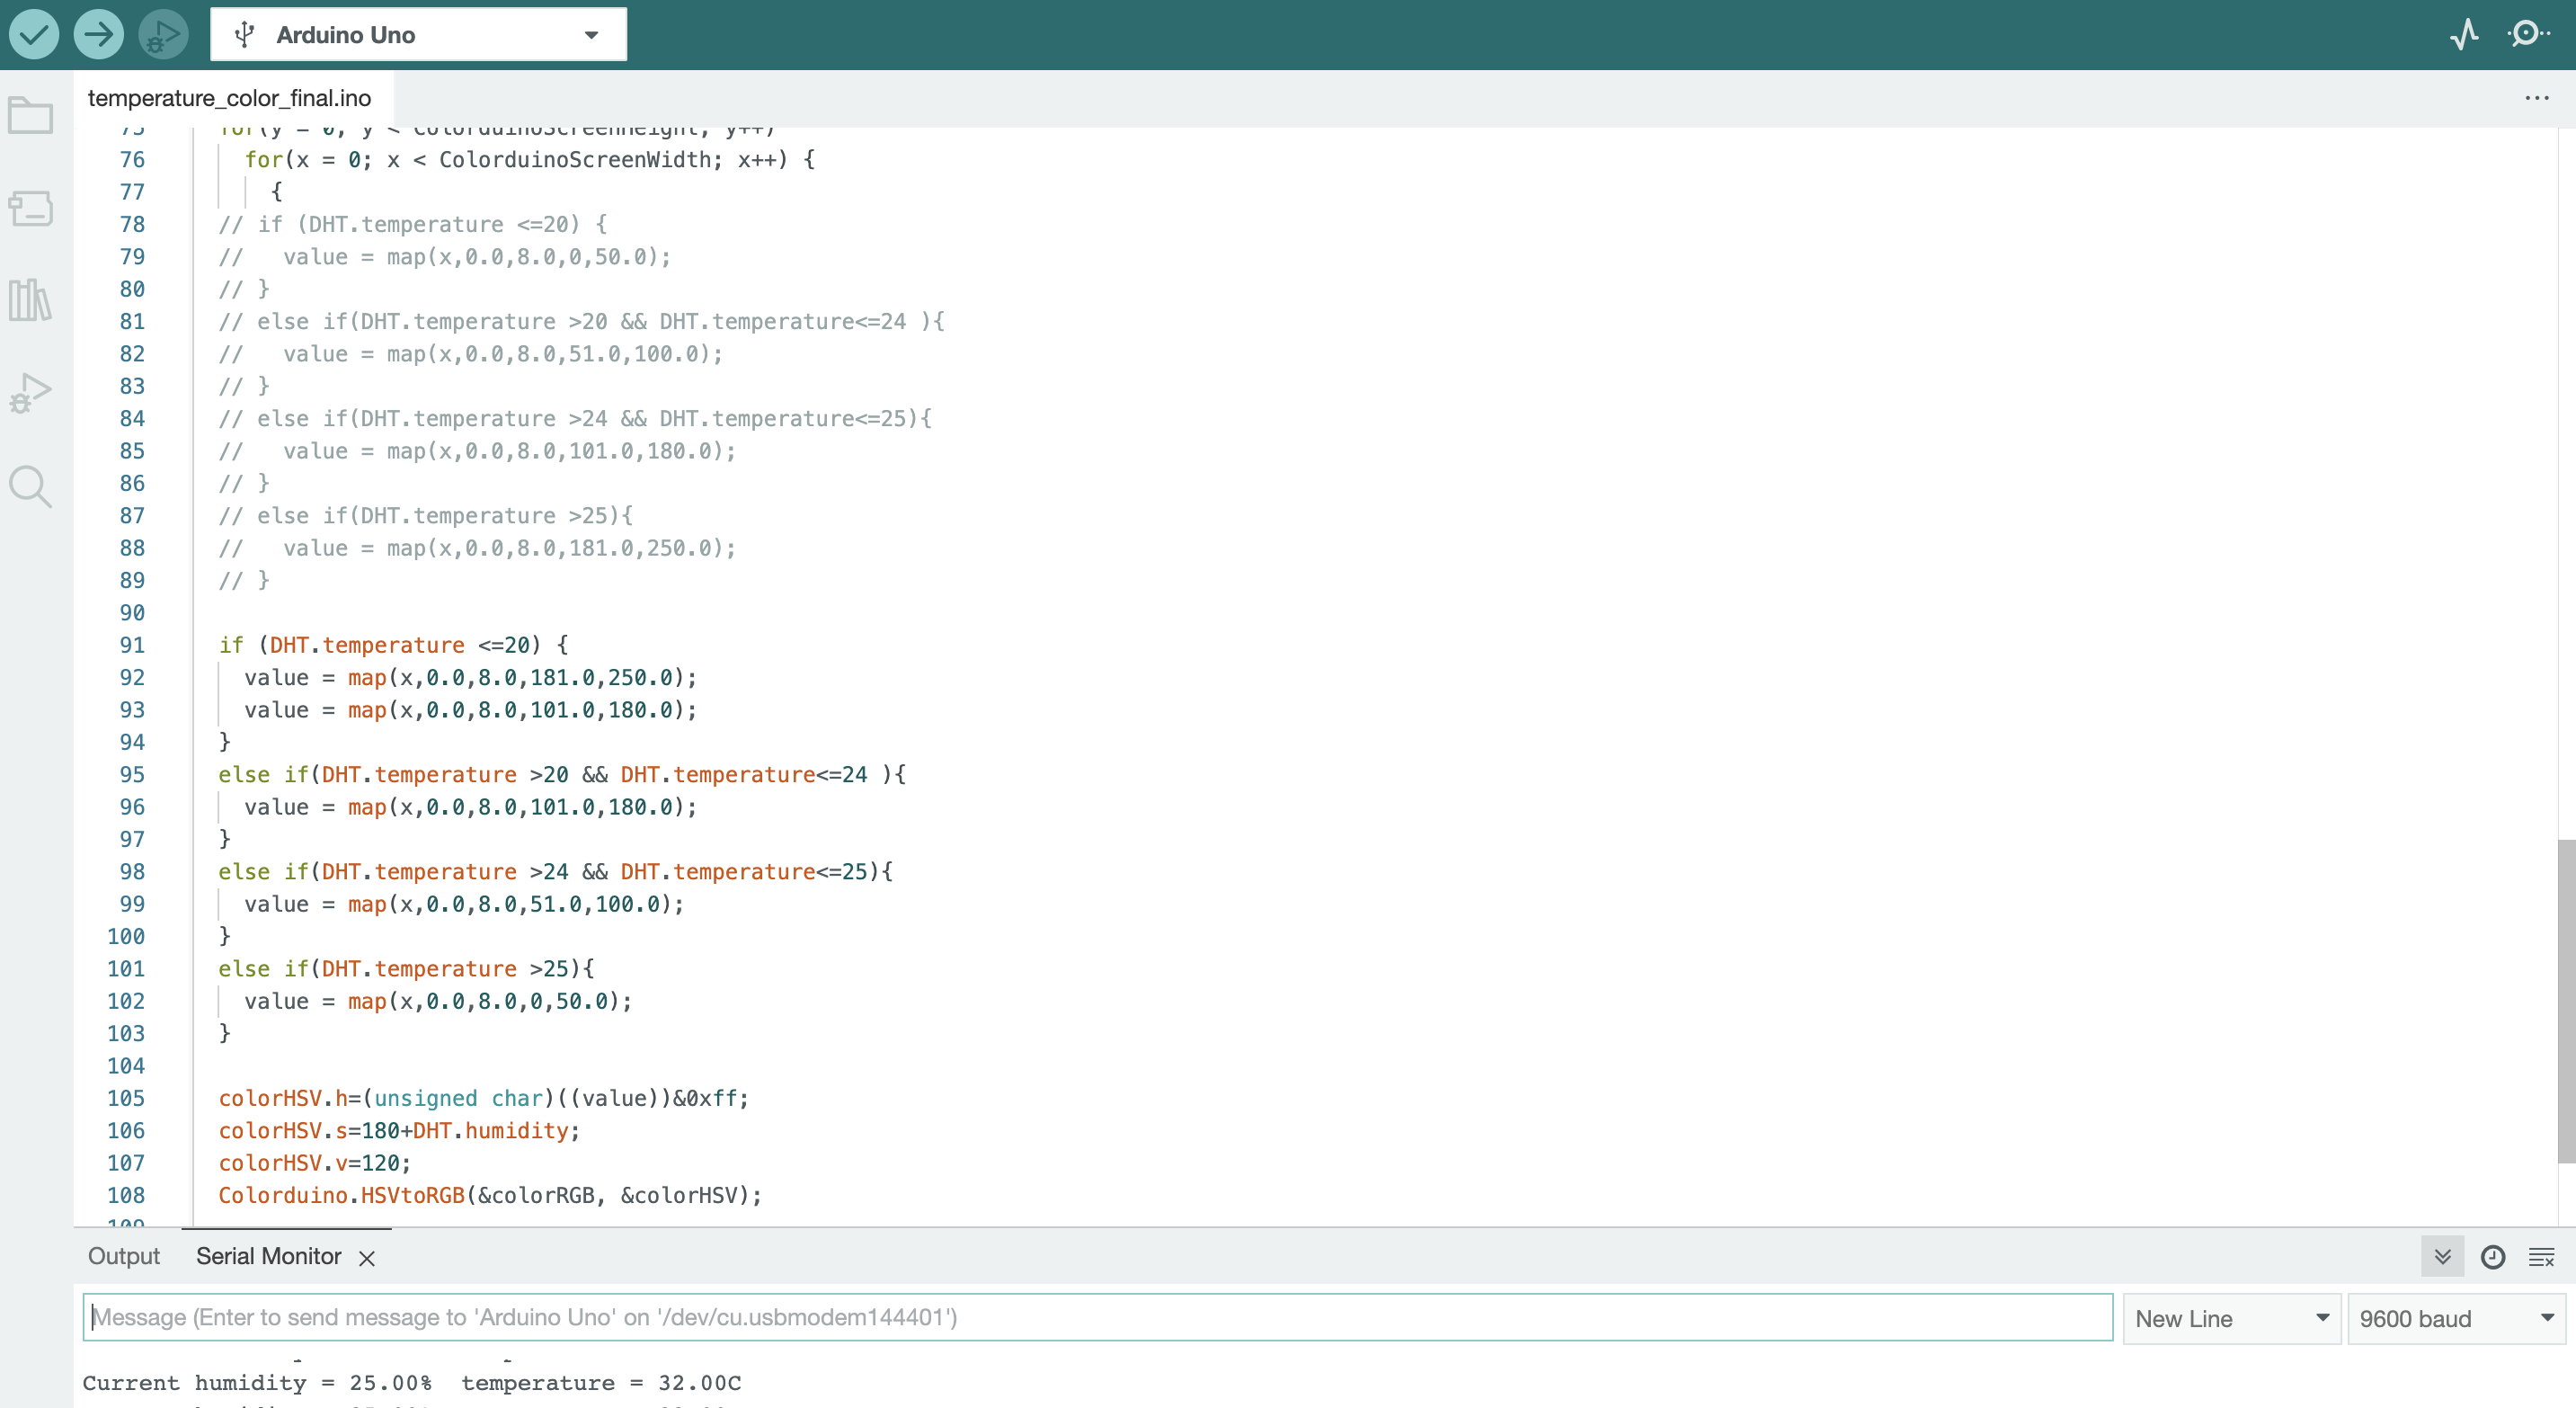 Arduino Uno
temperature_color_final.ino
75 for(y = 0; y < ColorduinoScreenHeight; y++)
76 for(x = 0; x < ColorduinoScreenWidth; x++) {
77 {
78 // if (DHT.temperature <=20) {
79 //   value = map(x,0.0,8.0,0,50.0);
80 // }
81 // else if(DHT.temperature >20 && DHT.temperature<=24 ){
82 //   value = map(x,0.0,8.0,51.0,100.0);
83 // }
84 // else if(DHT.temperature >24 && DHT.temperature<=25){
85 //   value = map(x,0.0,8.0,101.0,180.0);
86 // }
87 // else if(DHT.temperature >25){
88 //   value = map(x,0.0,8.0,181.0,250.0);
89 // }
90
91 if (DHT.temperature <=20) {
92   value = map(x,0.0,8.0,181.0,250.0);
93   value = map(x,0.0,8.0,101.0,180.0);
94 }
95 else if(DHT.temperature >20 && DHT.temperature<=24 ){
96   value = map(x,0.0,8.0,101.0,180.0);
97 }
98 else if(DHT.temperature >24 && DHT.temperature<=25){
99   value = map(x,0.0,8.0,51.0,100.0);
100 }
101 else if(DHT.temperature >25){
102   value = map(x,0.0,8.0,0,50.0);
103 }
104
105 colorHSV.h=(unsigned char)((value))&0xff;
106 colorHSV.s=180+DHT.humidity;
107 colorHSV.v=120;
108 Colorduino.HSVtoRGB(&colorRGB, &colorHSV);
109
Output Serial Monitor
Message (Enter to send message to 'Arduino Uno' on '/dev/cu.usbmodem144401') New Line 9600 baud
Current humidity = 25.00%  temperature = 32.00C